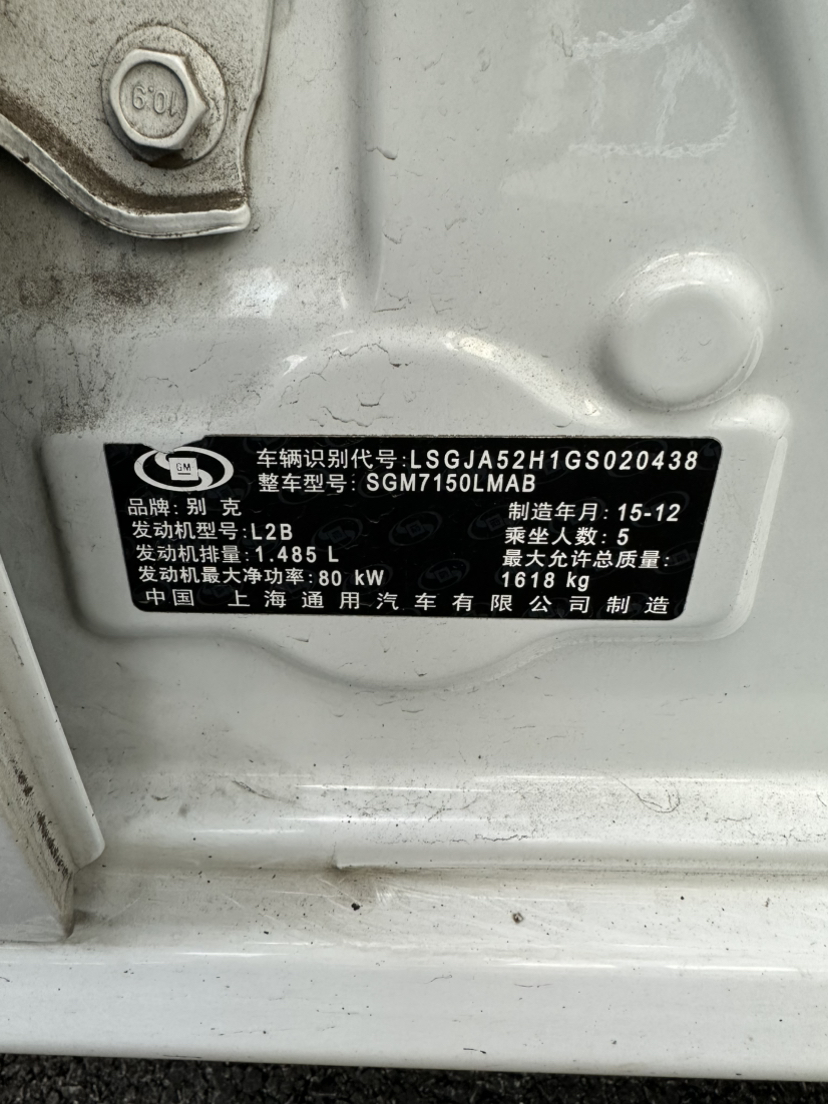 10.9
GM
车辆识别代号:LSGJA52H1GS020438
整车型号: SGM7150LMAB
品牌: 别 克
制造年月: 15-12
发动机型号:L2B
乘坐人数: 5
发动机排量:1.485 L
最大允许总质量:
发动机最大净功率: 80 kW
1618 kg
中国 上海通用汽车有限公司制造